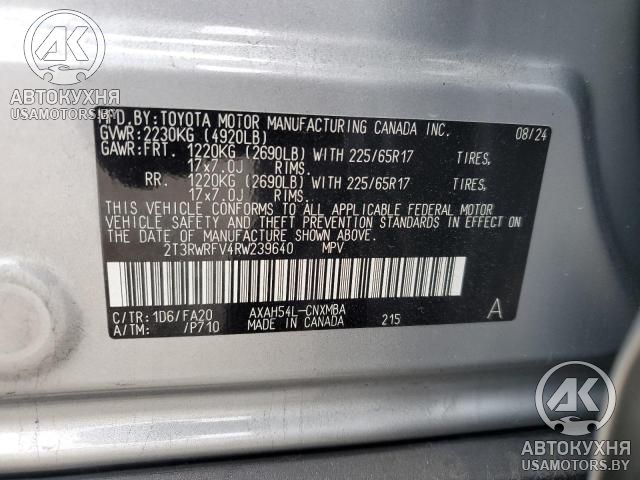 AK
АВТОКУХНЯ
USAMOTORS.BY
MFD.BY:TOYOTA MOTOR MANUFACTURING CANADA INC. 08/24
GVWR:2230KG (4920LB)
GAWR:FRT. 1220KG (2690LB) WITH 225/65R17 TIRES,
17x7.0J RIMS.
RR. 1220KG (2690LB) WITH 225/65R17 TIRES,
17x7.0J RIMS.
THIS VEHICLE CONFORMS TO ALL APPLICABLE FEDERAL MOTOR
VEHICLE SAFETY AND THEFT PREVENTION STANDARDS IN EFFECT ON
THE DATE OF MANUFACTURE SHOWN ABOVE.
2T3RWRFV4RW239640 MPV
C/TR:1D6/FA20 AXAH54L-CNXMBA 215 A
A/TM: /P710 MADE IN CANADA
AK
АВТОКУХНЯ
USAMOTORS.BY